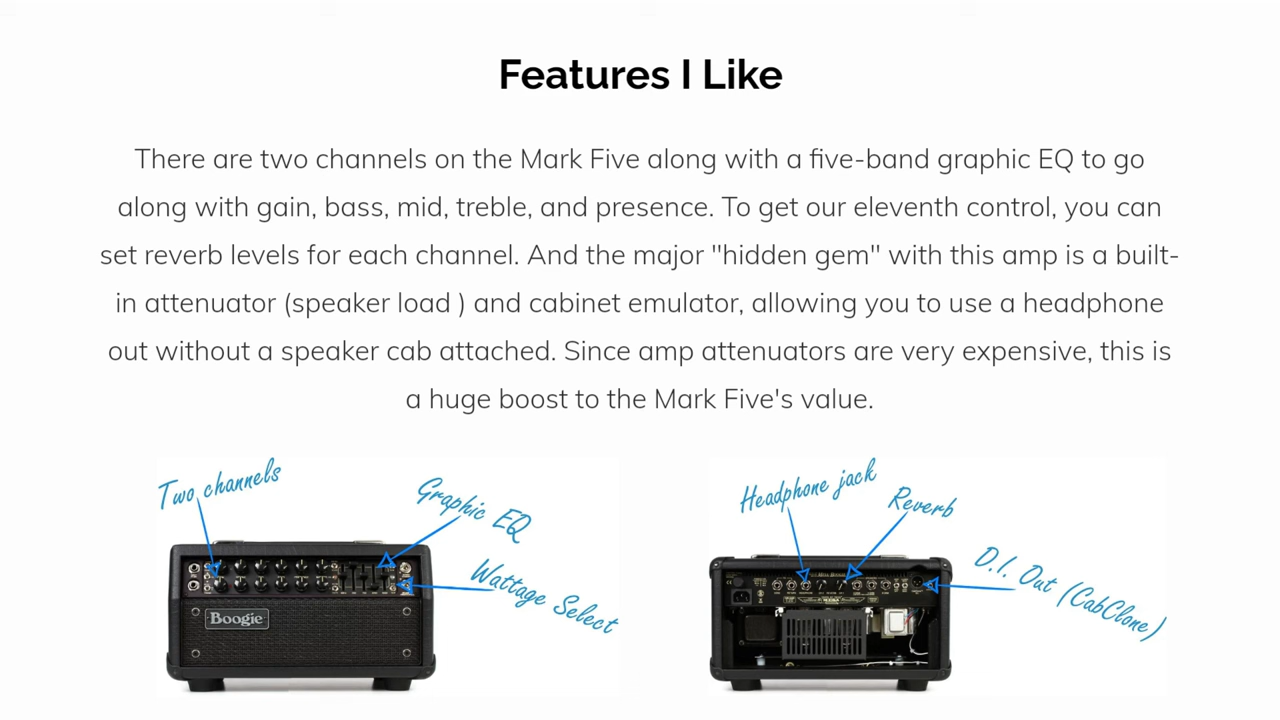 Features I Like
There are two channels on the Mark Five along with a five-band graphic EQ to go
along with gain, bass, mid, treble, and presence. To get our eleventh control, you can
set reverb levels for each channel. And the major "hidden gem" with this amp is a built-
in attenuator (speaker load ) and cabinet emulator, allowing you to use a headphone
out without a speaker cab attached. Since amp attenuators are very expensive, this is
a huge boost to the Mark Five's value.
Two channels
Graphic EQ
Wattage Select
Boogie
Headphone jack
Reverb
D.I. Out (CabClone)